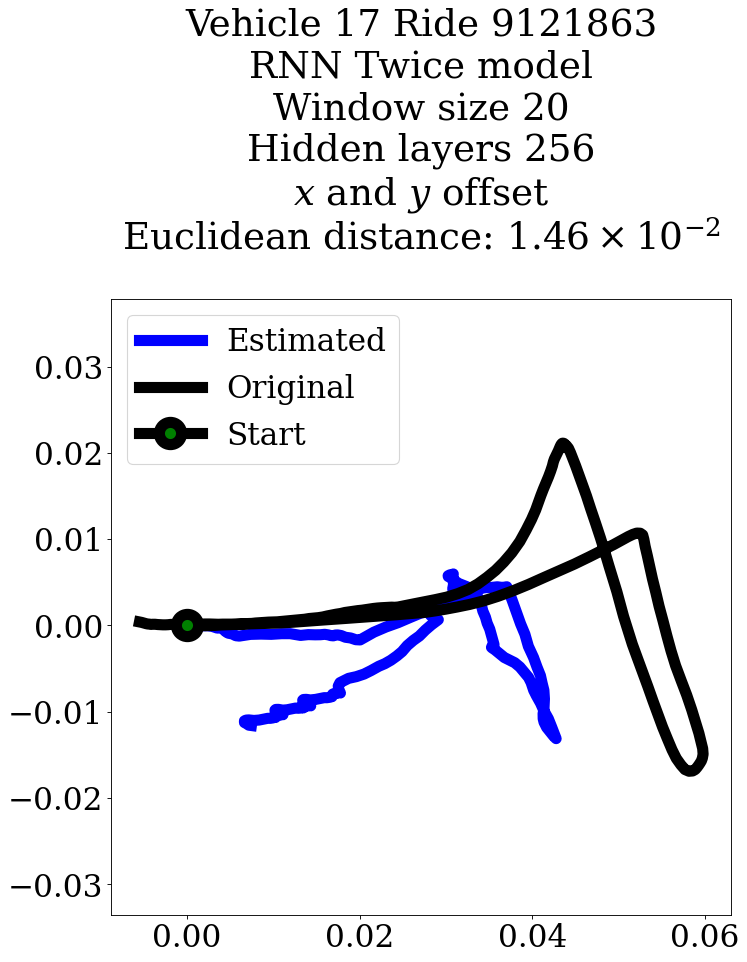 Vehicle 17 Ride 9121863
RNN Twice model
Window size 20
Hidden layers 256
x and y offset
Euclidean distance: 1.46 × 10⁻²
Estimated
Original
Start
0.03
0.02
0.01
0.00
−0.01
−0.02
−0.03
0.00 0.02 0.04 0.06